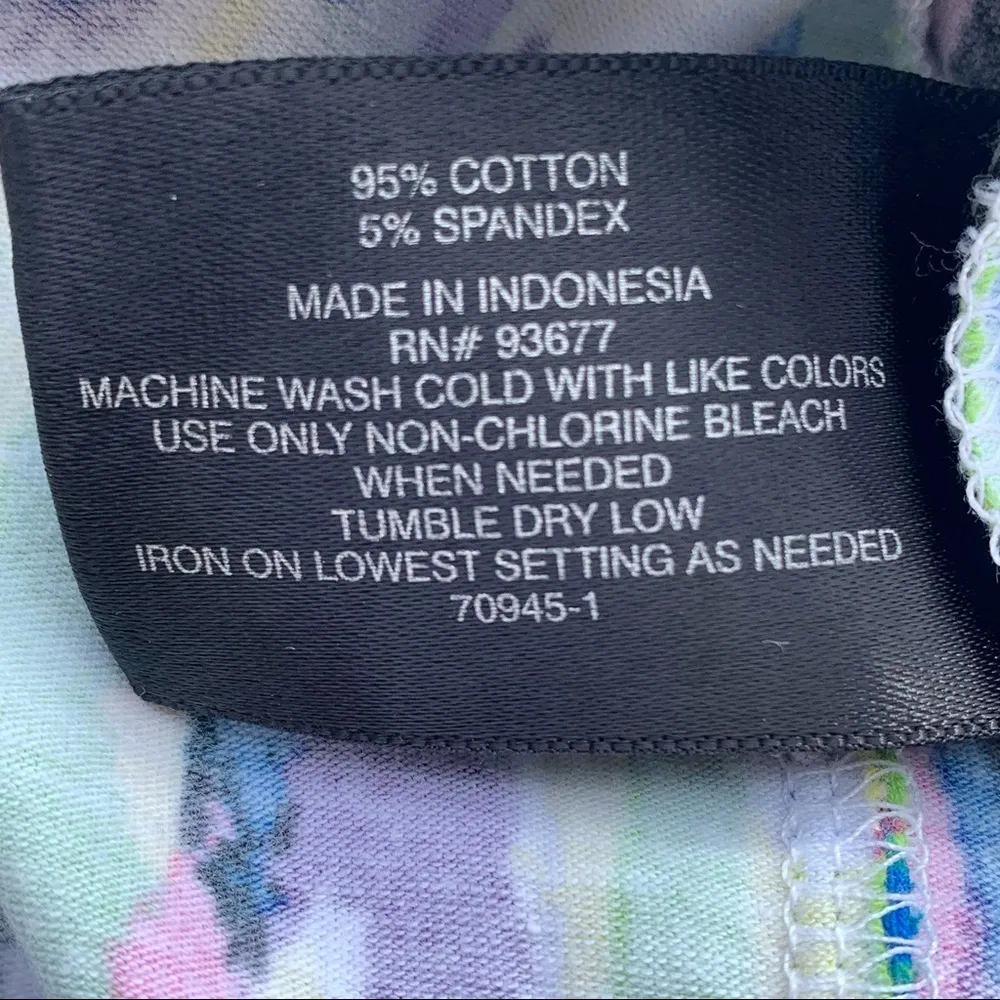 95% COTTON
5% SPANDEX
MADE IN INDONESIA
RN# 93677
MACHINE WASH COLD WITH LIKE COLORS
USE ONLY NON-CHLORINE BLEACH
WHEN NEEDED
TUMBLE DRY LOW
IRON ON LOWEST SETTING AS NEEDED
70945-1